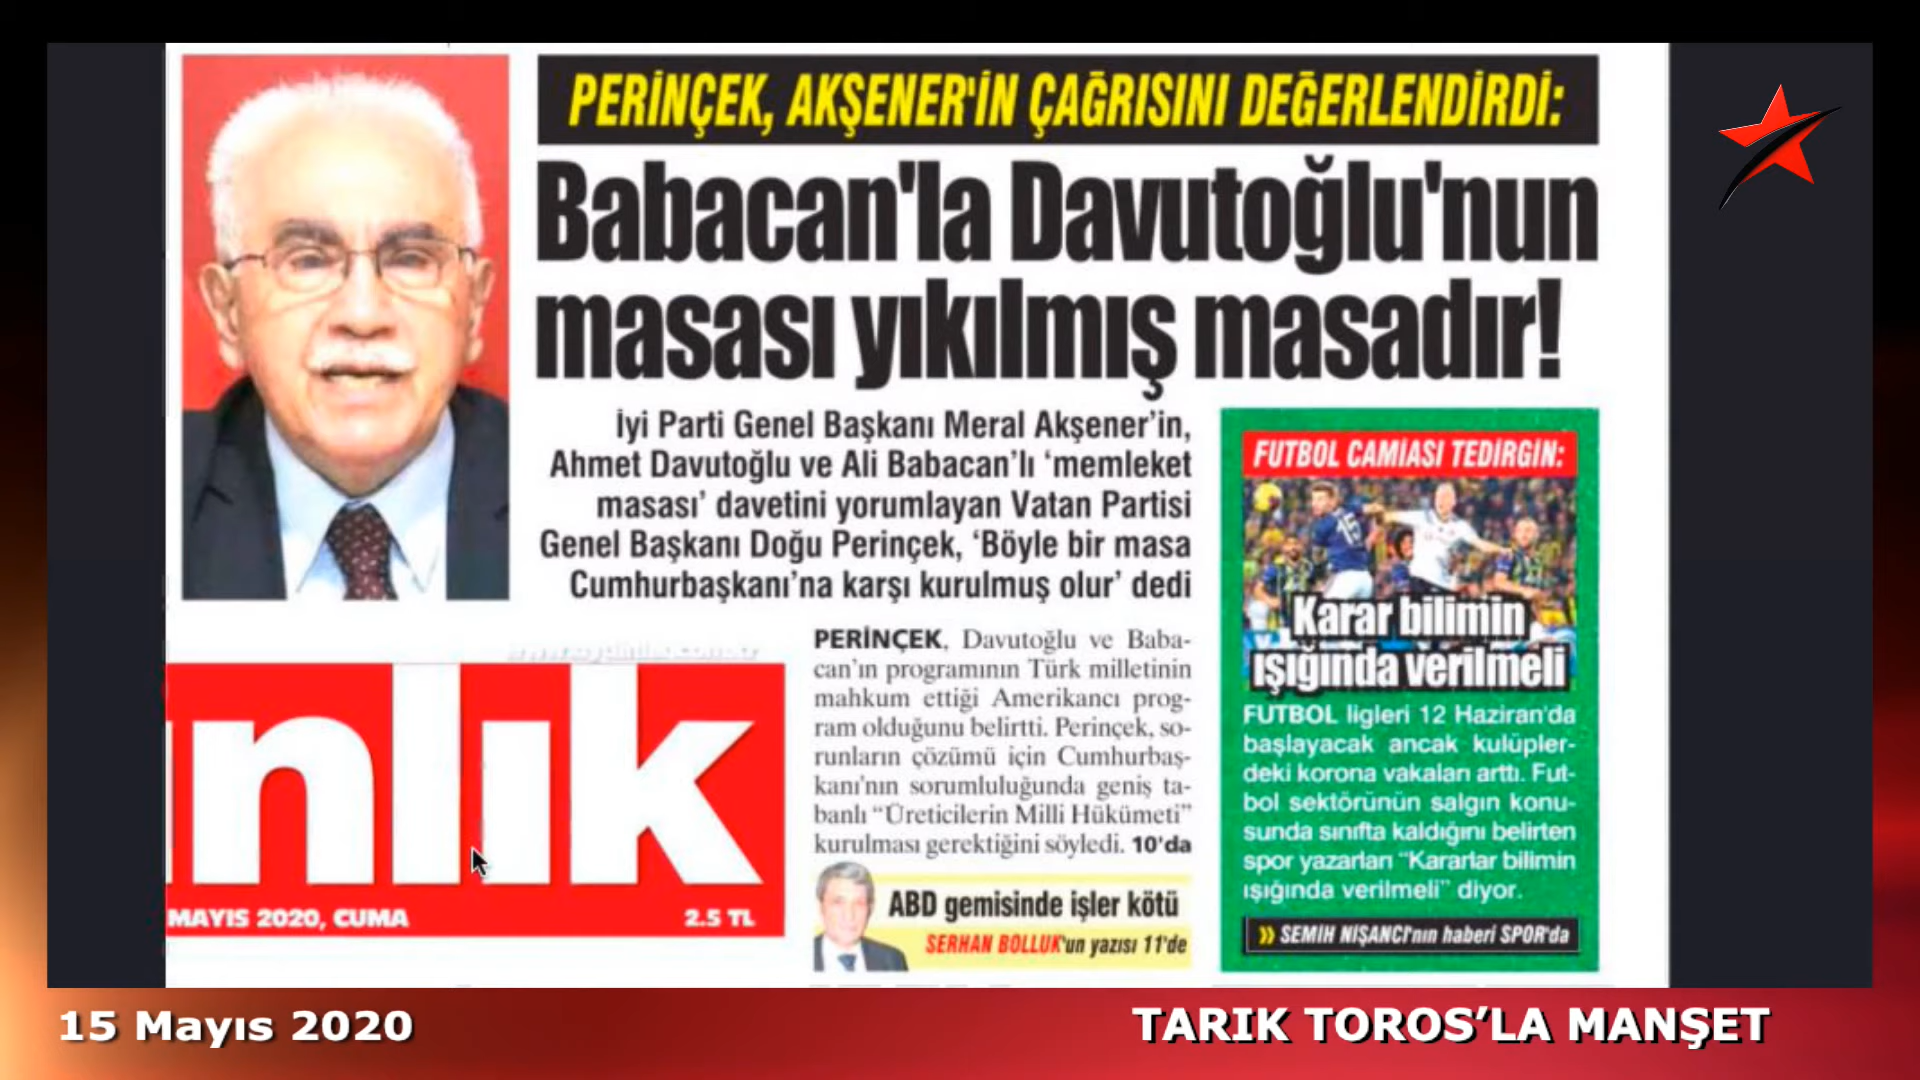 PERİNÇEK, AKŞENER'İN ÇAĞRISINI DEĞERLENDİRDİ:
Babacan'la Davutoğlu'nun
masası yıkılmış masadır!
İyi Parti Genel Başkanı Meral Akşener'in,
Ahmet Davutoğlu ve Ali Babacan'lı 'memleket
masası' davetini yorumlayan Vatan Partisi
Genel Başkanı Doğu Perinçek, 'Böyle bir masa
Cumhurbaşkanı'na karşı kurulmuş olur' dedi
PERİNÇEK, Davutoğlu ve Baba-
can'ın programının Türk milletinin
mahkum ettiği Amerikancı prog-
ram olduğunu belirtti. Perinçek, so-
runların çözümü için Cumhurbaş-
kanı'nın sorumluluğunda geniş ta-
banlı "Üreticilerin Milli Hükümeti"
kurulması gerektiğini söyledi. 10'da
nlık
MAYIS 2020, CUMA 2.5 TL
ABD gemisinde işler kötü
SERHAN BOLLUK'un yazısı 11'de
FUTBOL CAMİASI TEDİRGİN:
15
Karar bilimin
ışığında verilmeli
FUTBOL ligleri 12 Haziran'da
başlayacak ancak kulüpler-
deki korona vakaları arttı. Fut-
bol sektörünün salgın konu-
sunda sınıfta kaldığını belirten
spor yazarları "Kararlar bilimin
ışığında verilmeli" diyor.
» SEMİH NİŞANCI'nın haberi SPOR'da
15 Mayıs 2020
TARIK TOROS'LA MANŞET